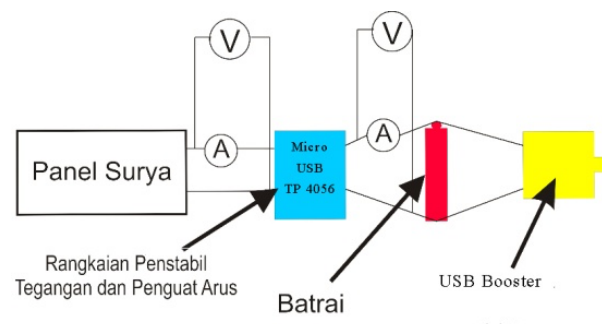 V
V
A
A
Panel Surya
Micro
USB
TP 4056
Rangkaian Penstabil
Tegangan dan Penguat Arus
Batrai
USB Booster